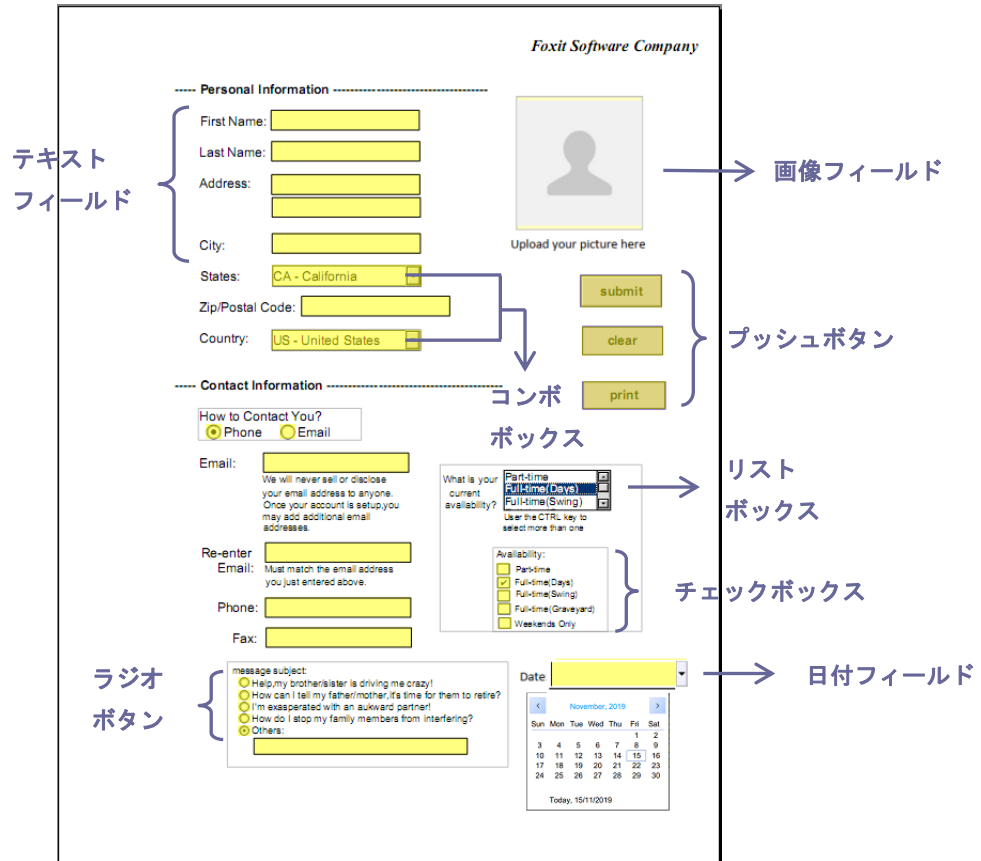 Foxit Software Company
----- Personal Information ------------------------------------
First Name:
Last Name:
Address:
City:
States: CA - California
Zip/Postal Code:
Country: US - United States
テキスト
フィールド
Upload your picture here
画像フィールド
submit
clear
print
プッシュボタン
コンボ
ボックス
----- Contact Information -----------------------------------------
How to Contact You?
Phone Email
Email:
We will never sell or disclose
your email address to anyone.
Once your account is setup,you
may add additional email
addresses.
Re-enter
Email:
Must match the email address
you just entered above.
Phone:
Fax:
What is your
current
availability?
Part-time
Full-time(Days)
Full-time(Swing)
User the CTRL key to
select more than one
リスト
ボックス
Availability:
Part-time
Full-time(Days)
Full-time(Swing)
Full-time(Graveyard)
Weekends Only
チェックボックス
ラジオ
ボタン
message subject:
Help,my brother/sister is driving me crazy!
How can I tell my father/mother,it's time for them to retire?
I'm exasperated with an aukward partner!
How do I stop my family members from interfering?
Others:
Date
日付フィールド
< November, 2019 >
Sun Mon Tue Wed Thu Fri Sat
1 2
3 4 5 6 7 8 9
10 11 12 13 14 15 16
17 18 19 20 21 22 23
24 25 26 27 28 29 30
Today, 15/11/2019